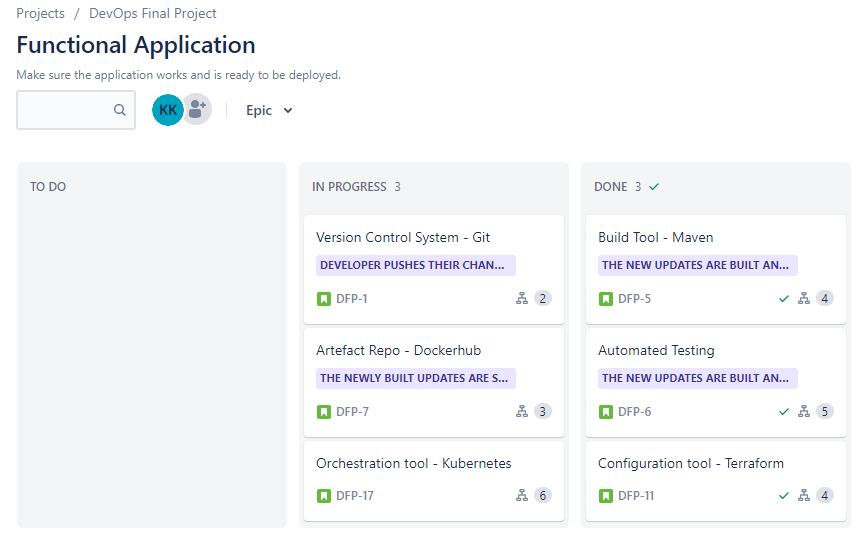 Projects / DevOps Final Project
Functional Application
Make sure the application works and is ready to be deployed.
KK
Epic
TO DO
IN PROGRESS 3
Version Control System - Git
DEVELOPER PUSHES THEIR CHAN...
DFP-1 2
Artefact Repo - Dockerhub
THE NEWLY BUILT UPDATES ARE S...
DFP-7 3
Orchestration tool - Kubernetes
DFP-17 6
DONE 3
Build Tool - Maven
THE NEW UPDATES ARE BUILT AN...
DFP-5 4
Automated Testing
THE NEW UPDATES ARE BUILT AN...
DFP-6 5
Configuration tool - Terraform
DFP-11 4